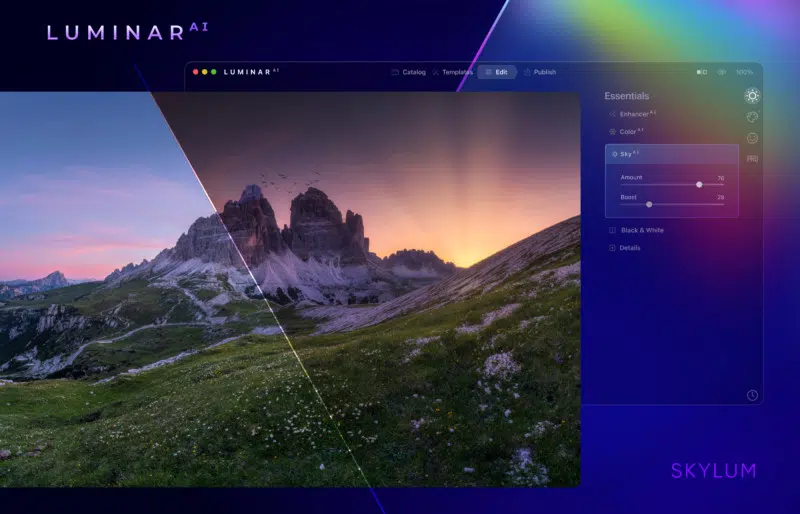 LUMINAR AI
LUMINAR AI
Catalog Templates Edit Publish 100%
Essentials
Enhancer AI
Color AI
Sky AI
Amount 76
Boost 28
Black & White
Details
SKYLUM